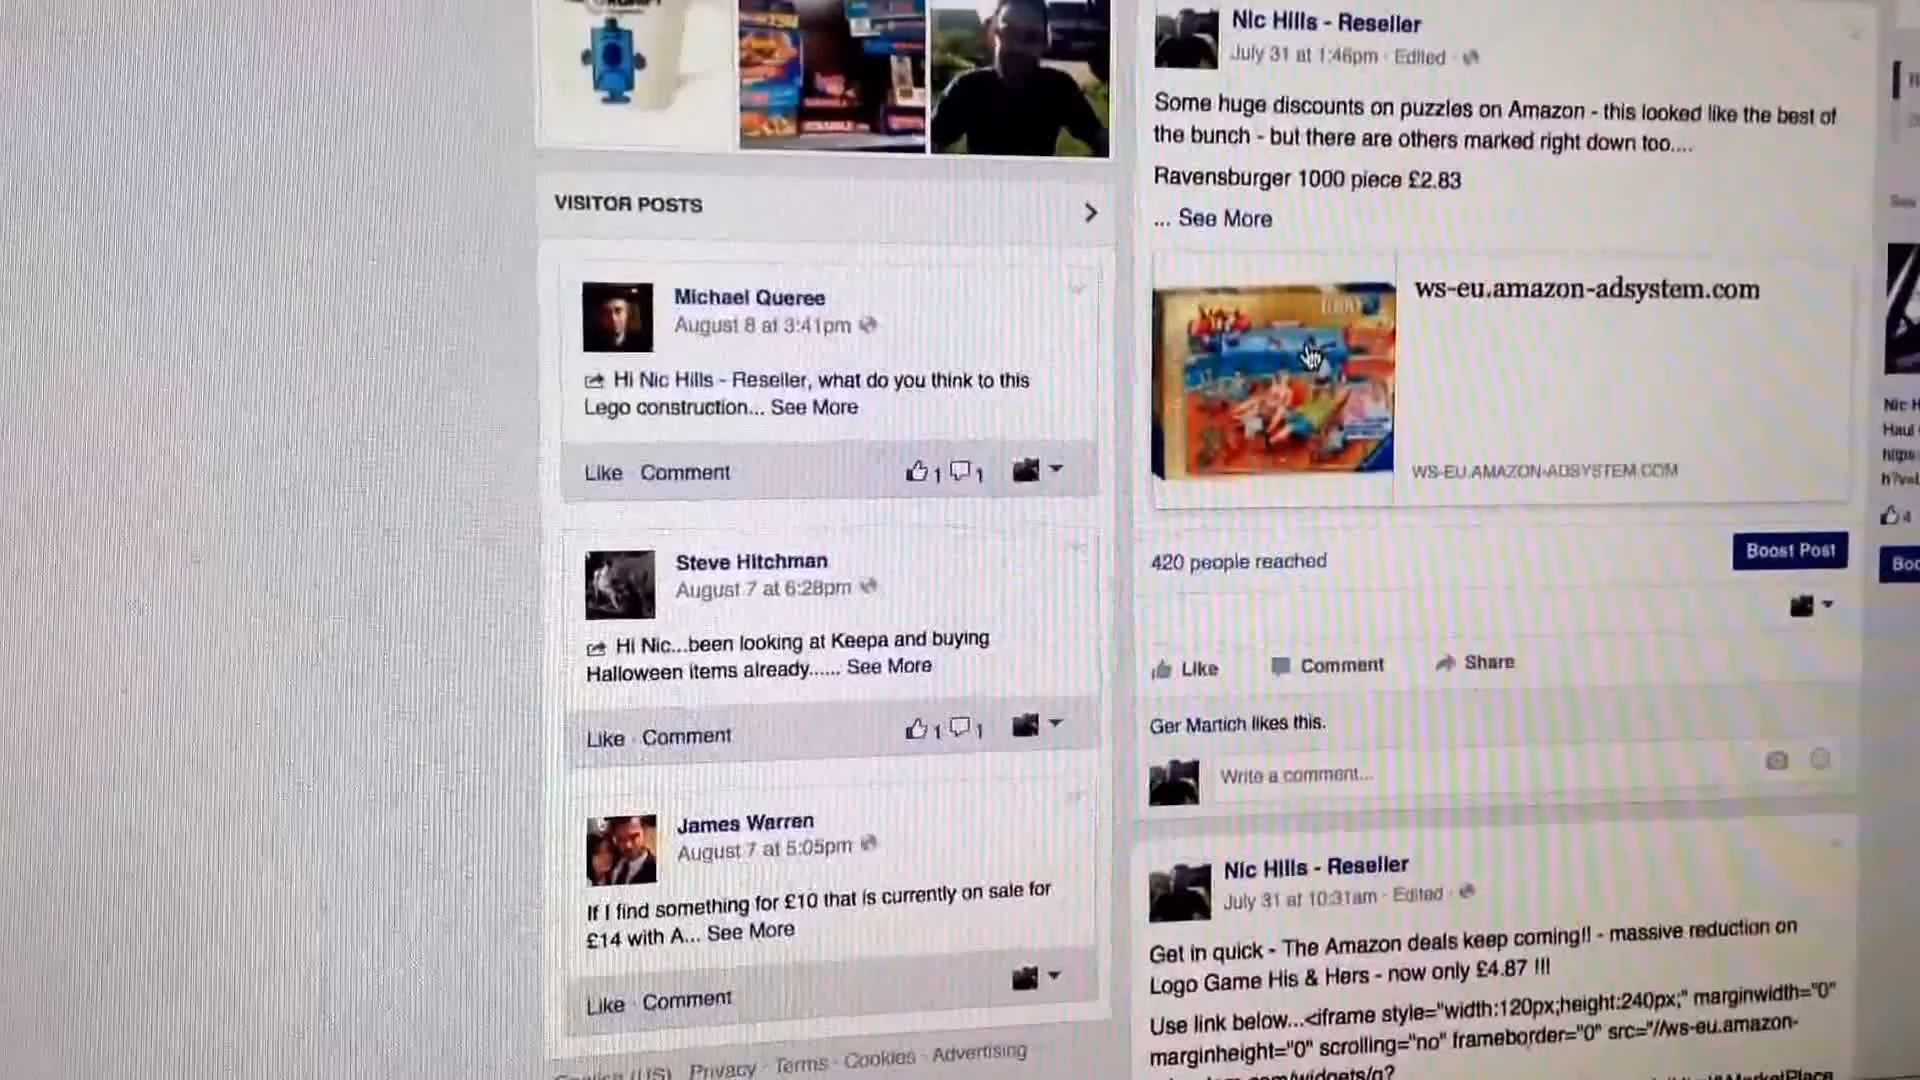 VISITOR POSTS
Michael Queree
August 8 at 3:41pm
Hi Nic Hills - Reseller, what do you think to this
Lego construction... See More
Like · Comment
1 1
Steve Hitchman
August 7 at 6:28pm
Hi Nic...been looking at Keepa and buying
Halloween items already...... See More
Like · Comment
1 1
James Warren
August 7 at 5:05pm
If I find something for £10 that is currently on sale for
£14 with A... See More
Like · Comment
Privacy · Terms · Cookies · Advertising
Nic Hills - Reseller
July 31 at 1:46pm · Edited ·
Some huge discounts on puzzles on Amazon - this looked like the best of
the bunch - but there are others marked right down too....
Ravensburger 1000 piece £2.83
... See More
ws-eu.amazon-adsystem.com
WS-EU.AMAZON-ADSYSTEM.COM
420 people reached
Boost Post
Like Comment Share
Ger Martich likes this.
Write a comment...
Nic Hills - Reseller
July 31 at 10:31am · Edited ·
Get in quick - The Amazon deals keep coming!! - massive reduction on
Logo Game His & Hers - now only £4.87 !!!
Use link below...<iframe style="width:120px;height:240px;" marginwidth="0"
marginheight="0" scrolling="no" frameborder="0" src="//ws-eu.amazon-
Nic H
Haul
https
4
Boo